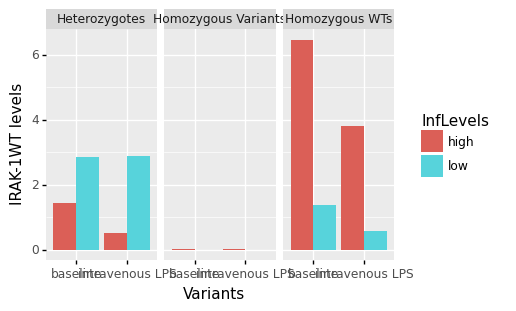 Heterozygotes Homozygous Variants Homozygous WTs
6
4
2
0
IRAK-1WT levels
InfLevels
high
low
baseline intravenous LPS baseline intravenous LPS baseline intravenous LPS
Variants